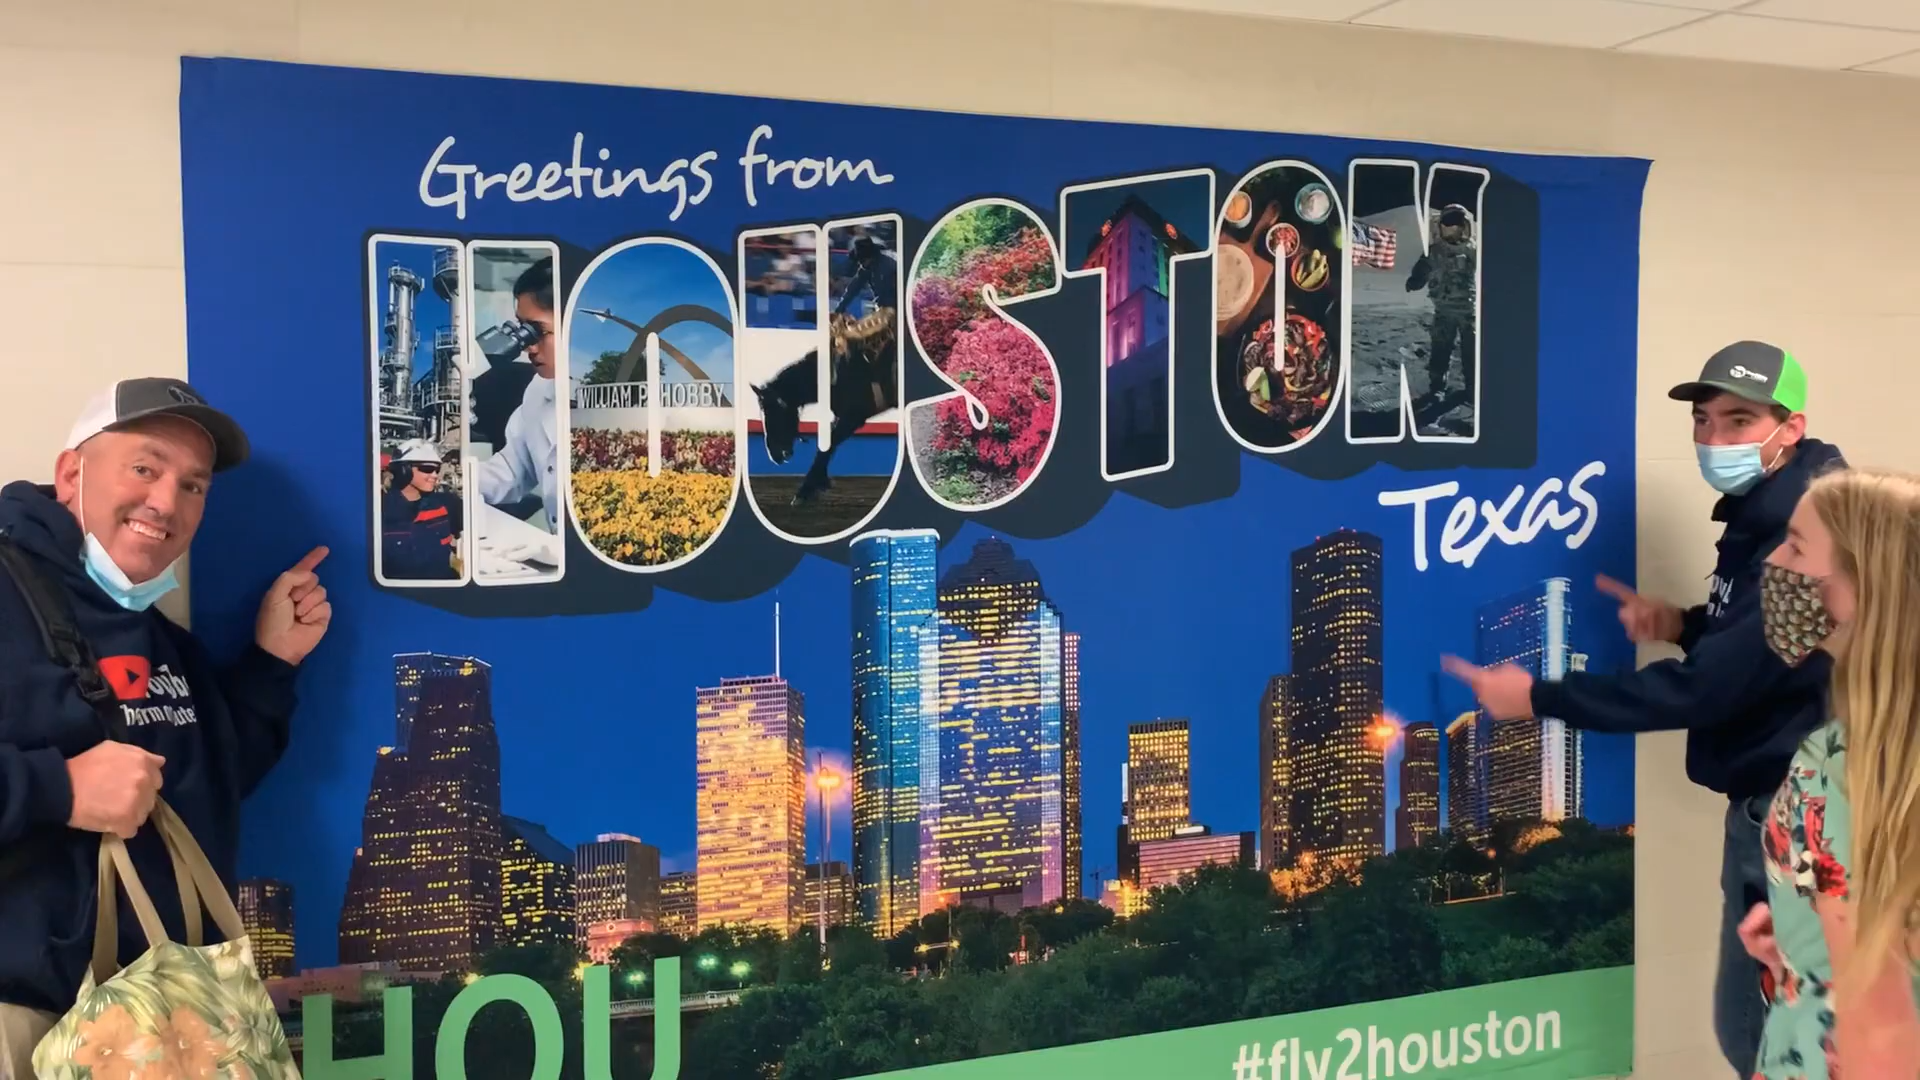 Greetings from
HOUSTON
WILLIAM P. HOBBY
Texas
HOU
#fly2houston